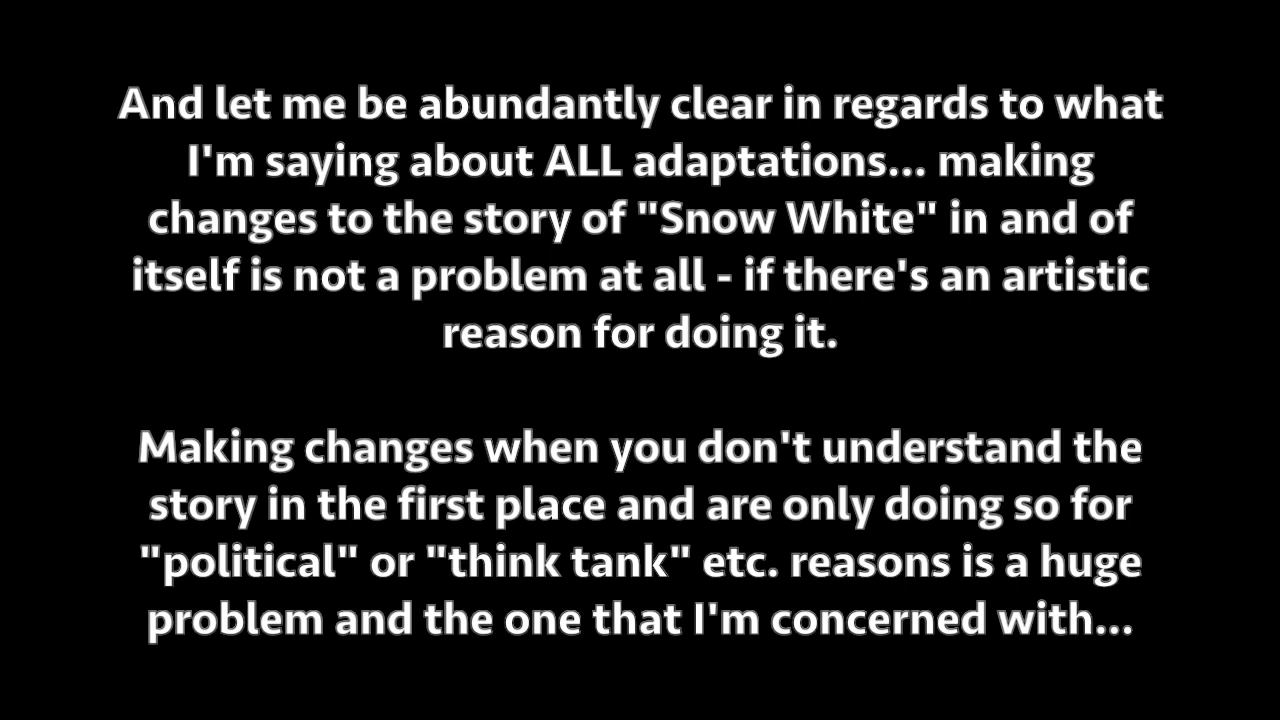 And let me be abundantly clear in regards to what
I'm saying about ALL adaptations... making
changes to the story of "Snow White" in and of
itself is not a problem at all - if there's an artistic
reason for doing it.
Making changes when you don't understand the
story in the first place and are only doing so for
"political" or "think tank" etc. reasons is a huge
problem and the one that I'm concerned with...